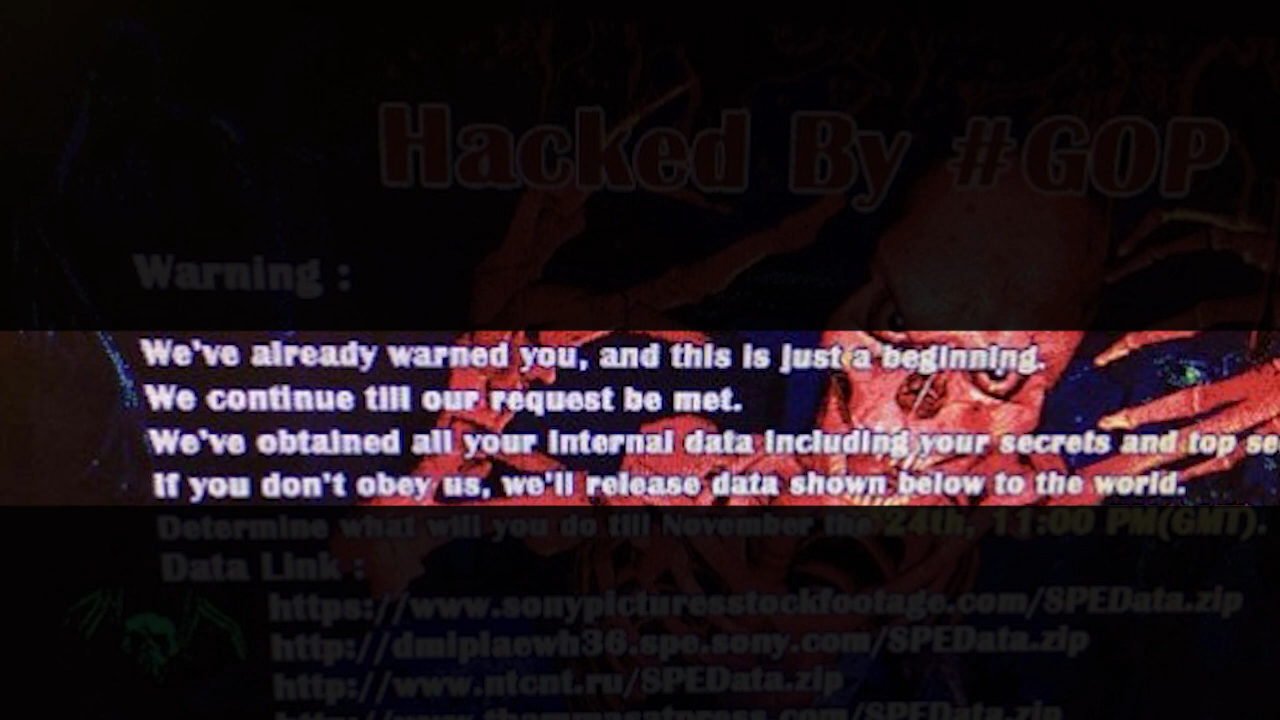 Hacked By #GOP
Warning :
We've already warned you, and this is just a beginning.
We continue till our request be met.
We've obtained all your internal data including your secrets and top
If you don't obey us, we'll release data shown below to the world.
Determine what will you do till November the 24th, 11:00 PM(GMT).
Data Link :
https://www.sonypicturesstockfootage.com/SPEData.zip
http://dmiplaewh36.spe.sony.com/SPEData.zip
http://www.ntcnt.ru/SPEData.zip